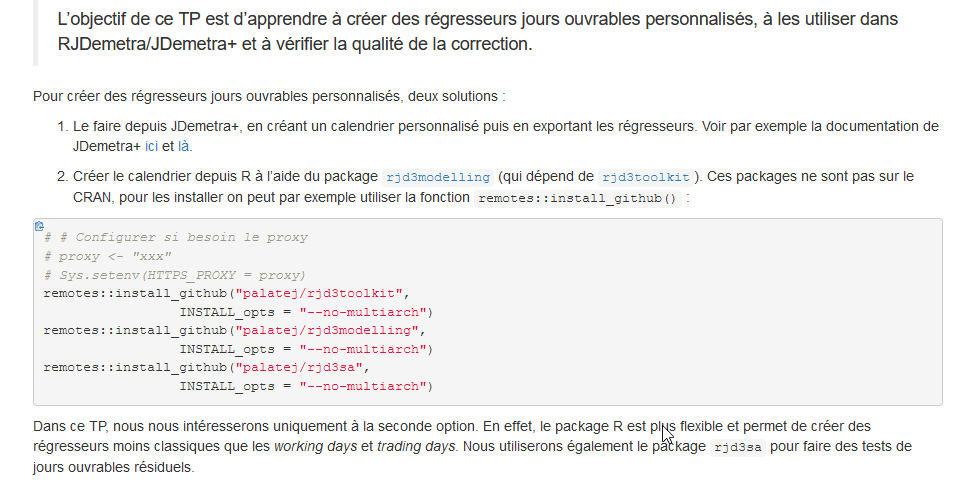 L’objectif de ce TP est d’apprendre à créer des régresseurs jours ouvrables personnalisés, à les utiliser dans
RJDemetra/JDemetra+ et à vérifier la qualité de la correction.
Pour créer des régresseurs jours ouvrables personnalisés, deux solutions :
1. Le faire depuis JDemetra+, en créant un calendrier personnalisé puis en exportant les régresseurs. Voir par exemple la documentation de
JDemetra+ ici et là.
2. Créer le calendrier depuis R à l’aide du package rjd3modelling (qui dépend de rjd3toolkit). Ces packages ne sont pas sur le
CRAN, pour les installer on peut par exemple utiliser la fonction remotes::install_github() :
# # Configurer si besoin le proxy
# proxy <- "xxx"
# Sys.setenv(HTTPS_PROXY = proxy)
remotes::install_github("palatej/rjd3toolkit",
INSTALL_opts = "--no-multiarch")
remotes::install_github("palatej/rjd3modelling",
INSTALL_opts = "--no-multiarch")
remotes::install_github("palatej/rjd3sa",
INSTALL_opts = "--no-multiarch")
Dans ce TP, nous nous intéresserons uniquement à la seconde option. En effet, le package R est plus flexible et permet de créer des
régresseurs moins classiques que les working days et trading days. Nous utiliserons également le package rjd3sa pour faire des tests de
jours ouvrables résiduels.